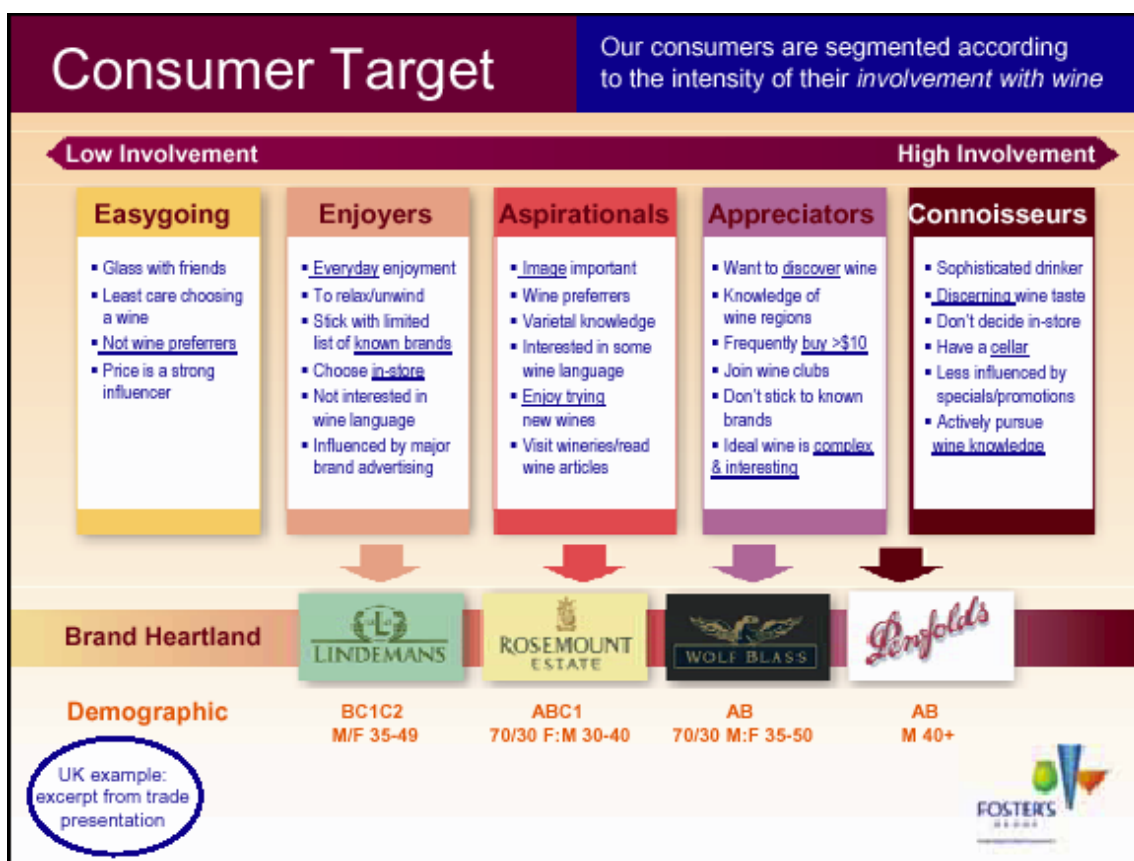 Consumer Target
Our consumers are segmented according
to the intensity of their involvement with wine
Low Involvement
High Involvement
Easygoing
▪ Glass with friends
▪ Least care choosing
a wine
▪ Not wine preferrers
▪ Price is a strong
influencer
Enjoyers
▪ Everyday enjoyment
▪ To relax/unwind
▪ Stick with limited
list of known brands
▪ Choose in-store
▪ Not interested in
wine language
▪ Influenced by major
brand advertising
Aspirationals
▪ Image important
▪ Wine preferrers
▪ Varietal knowledge
▪ Interested in some
wine language
▪ Enjoy trying
new wines
▪ Visit wineries/read
wine articles
Appreciators
▪ Want to discover wine
▪ Knowledge of
wine regions
▪ Frequently buy >$10
▪ Join wine clubs
▪ Don't stick to known
brands
▪ Ideal wine is complex
& interesting
Connoisseurs
▪ Sophisticated drinker
▪ Discerning wine taste
▪ Don't decide in-store
▪ Have a cellar
▪ Less influenced by
specials/promotions
▪ Actively pursue
wine knowledge
Brand Heartland
L
LINDEMANS
ROSEMOUNT
ESTATE
WOLF BLASS
Penfolds
Demographic
BC1C2
M/F 35-49
ABC1
70/30 F:M 30-40
AB
70/30 M:F 35-50
AB
M 40+
UK example:
excerpt from trade
presentation
FOSTER'S
GROUP